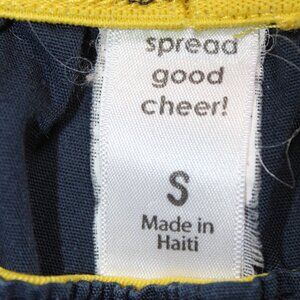 spread
good
cheer!
S
Made in
Haiti